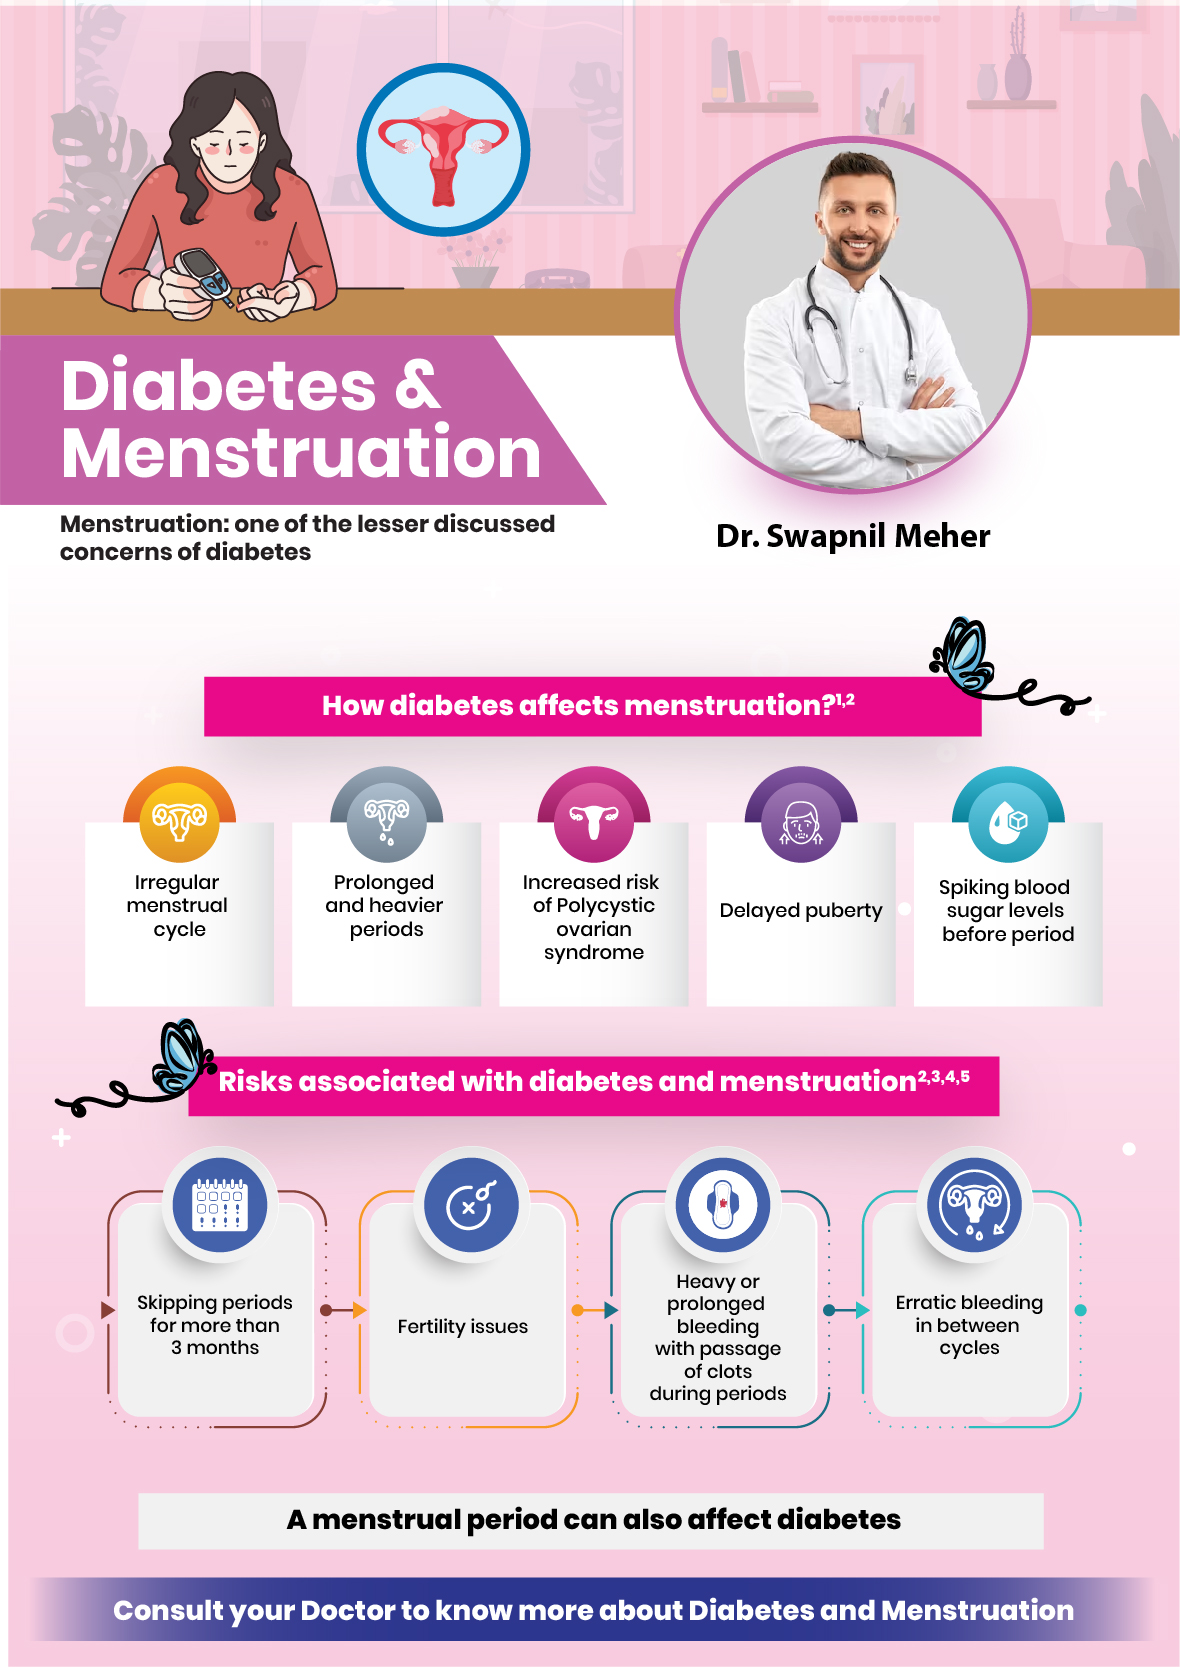 Diabetes &
Menstruation
Menstruation: one of the lesser discussed
concerns of diabetes
Dr. Swapnil Meher
How diabetes affects menstruation?1,2
Irregular
menstrual
cycle
Prolonged
and heavier
periods
Increased risk
of Polycystic
ovarian
syndrome
Delayed puberty
Spiking blood
sugar levels
before period
Risks associated with diabetes and menstruation2,3,4,5
Skipping periods
for more than
3 months
Fertility issues
Heavy or
prolonged
bleeding
with passage
of clots
during periods
Erratic bleeding
in between
cycles
A menstrual period can also affect diabetes
Consult your Doctor to know more about Diabetes and Menstruation